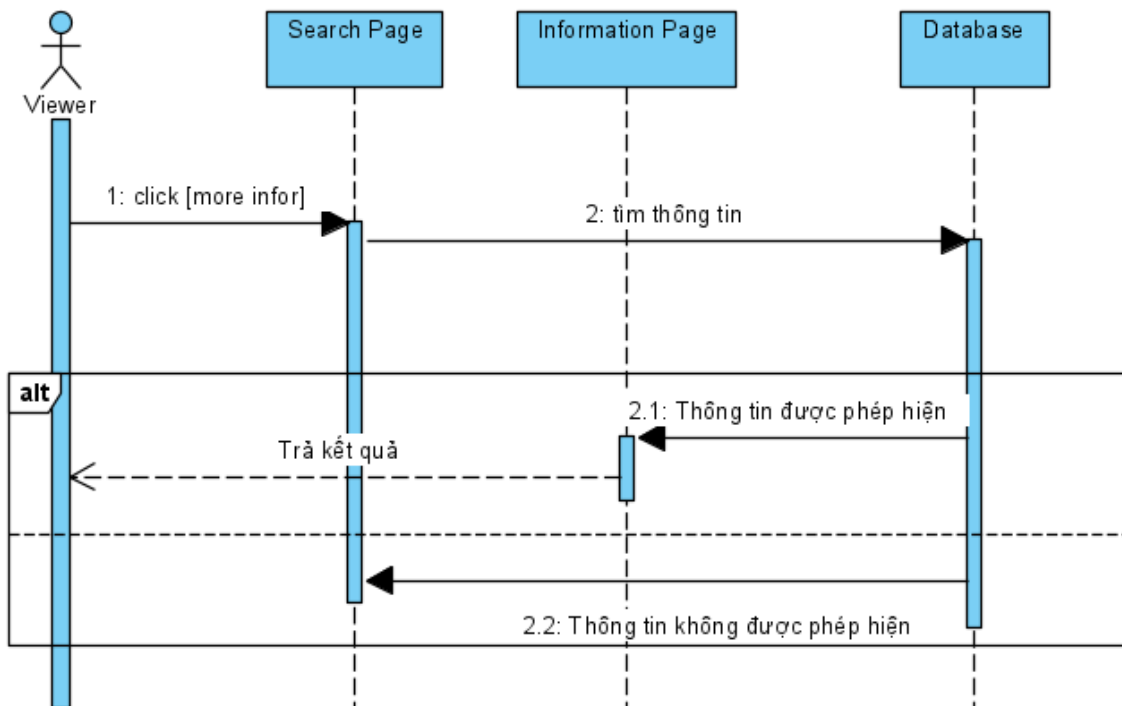 Search Page
Information Page
Database
Viewer
1: click [more infor]
2: tìm thông tin
alt
2.1: Thông tin được phép hiện
Trả kết quả
2.2: Thông tin không được phép hiện